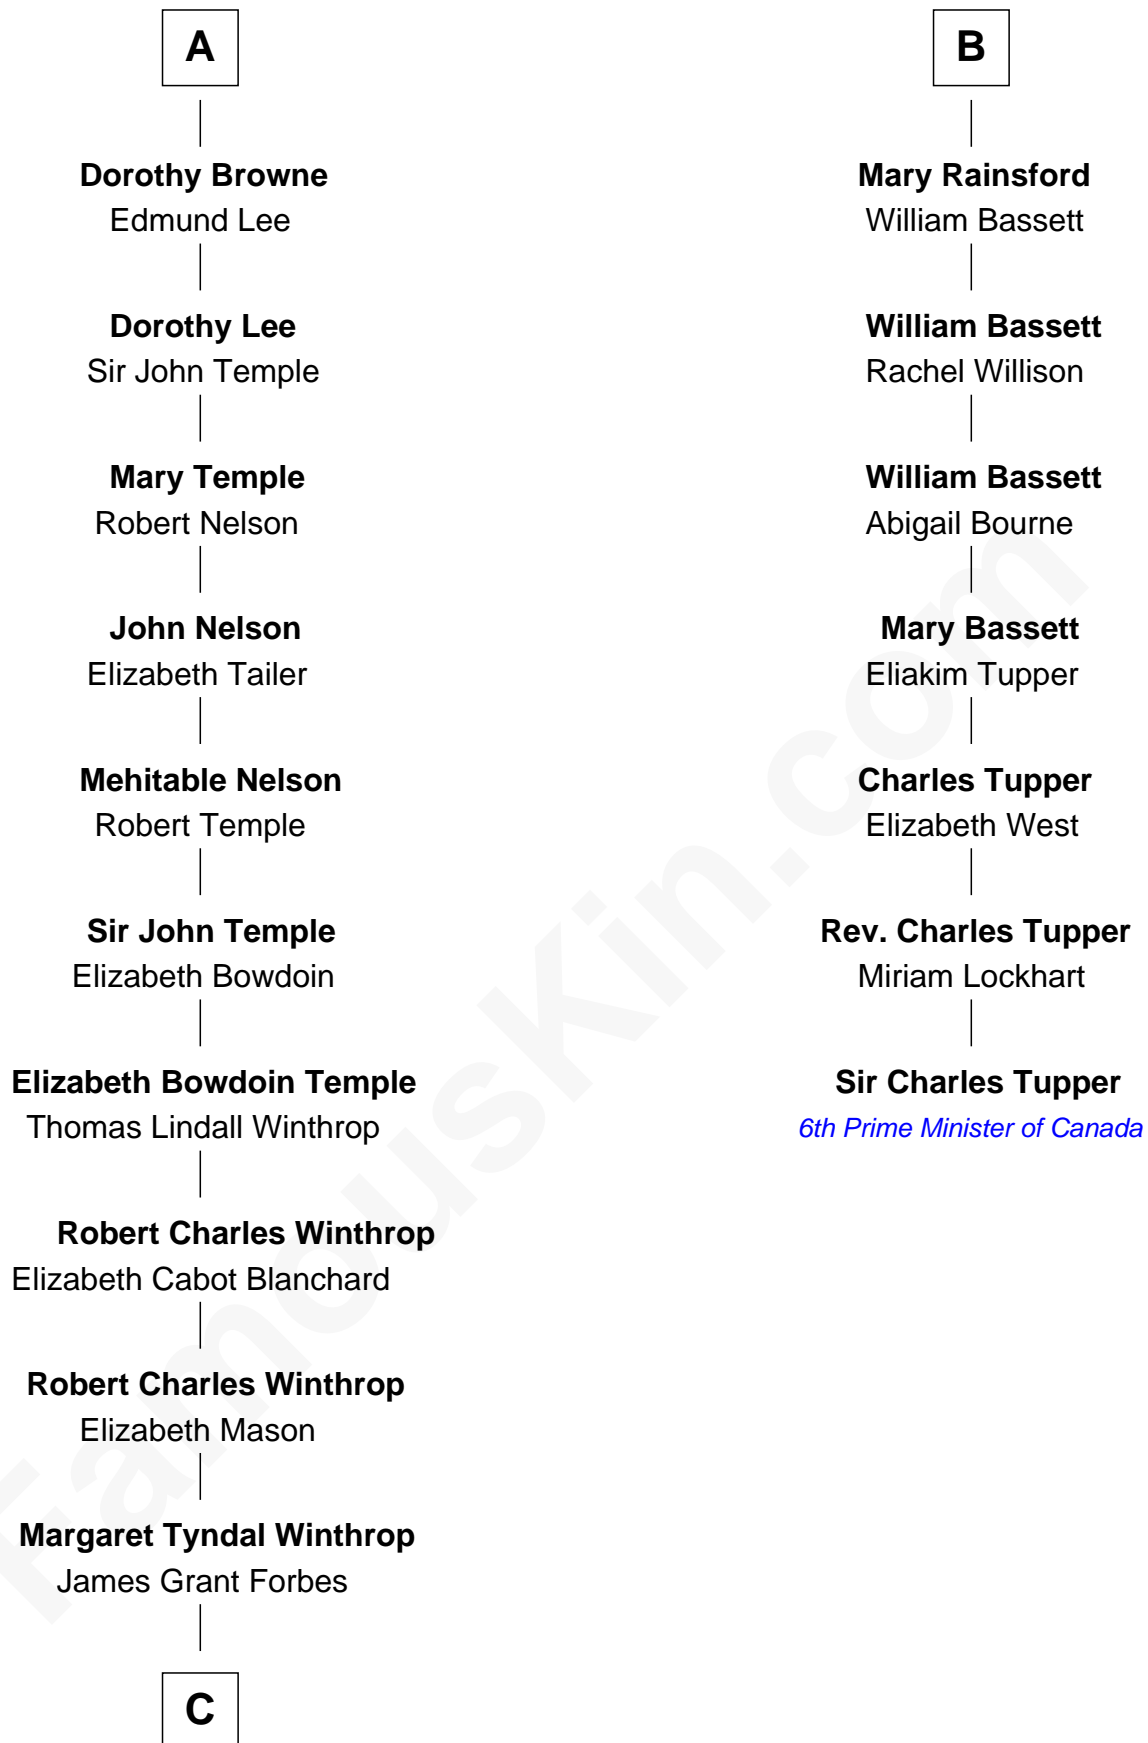 A
Dorothy Browne
Edmund Lee
Dorothy Lee
Sir John Temple
Mary Temple
Robert Nelson
John Nelson
Elizabeth Tailer
Mehitable Nelson
Robert Temple
Sir John Temple
Elizabeth Bowdoin
Elizabeth Bowdoin Temple
Thomas Lindall Winthrop
Robert Charles Winthrop
Elizabeth Cabot Blanchard
Robert Charles Winthrop
Elizabeth Mason
Margaret Tyndal Winthrop
James Grant Forbes
C
B
Mary Rainsford
William Bassett
William Bassett
Rachel Willison
William Bassett
Abigail Bourne
Mary Bassett
Eliakim Tupper
Charles Tupper
Elizabeth West
Rev. Charles Tupper
Miriam Lockhart
Sir Charles Tupper
6th Prime Minister of Canada
FamousKin.com